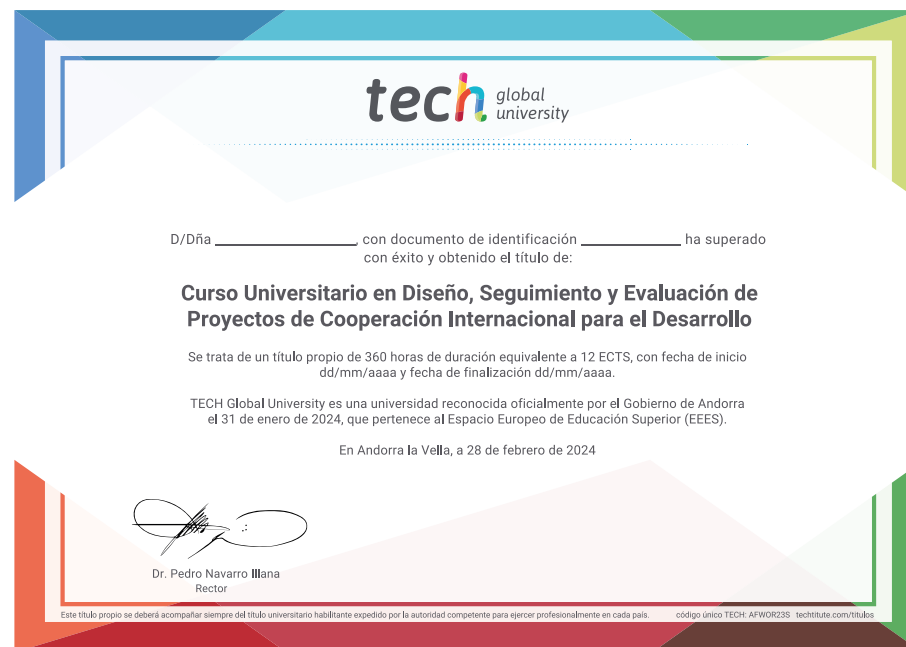 tech global
university
D/Dña ____________, con documento de identificación ____________ ha superado
con éxito y obtenido el título de:
Curso Universitario en Diseño, Seguimiento y Evaluación de
Proyectos de Cooperación Internacional para el Desarrollo
Se trata de un título propio de 360 horas de duración equivalente a 12 ECTS, con fecha de inicio
dd/mm/aaaa y fecha de finalización dd/mm/aaaa.
TECH Global University es una universidad reconocida oficialmente por el Gobierno de Andorra
el 31 de enero de 2024, que pertenece al Espacio Europeo de Educación Superior (EEES).
En Andorra la Vella, a 28 de febrero de 2024
Dr. Pedro Navarro Illana
Rector
Este título propio se deberá acompañar siempre del título universitario habilitante expedido por la autoridad competente para ejercer profesionalmente en cada país. código único TECH: AFWOR23S techtitute.com/titulos